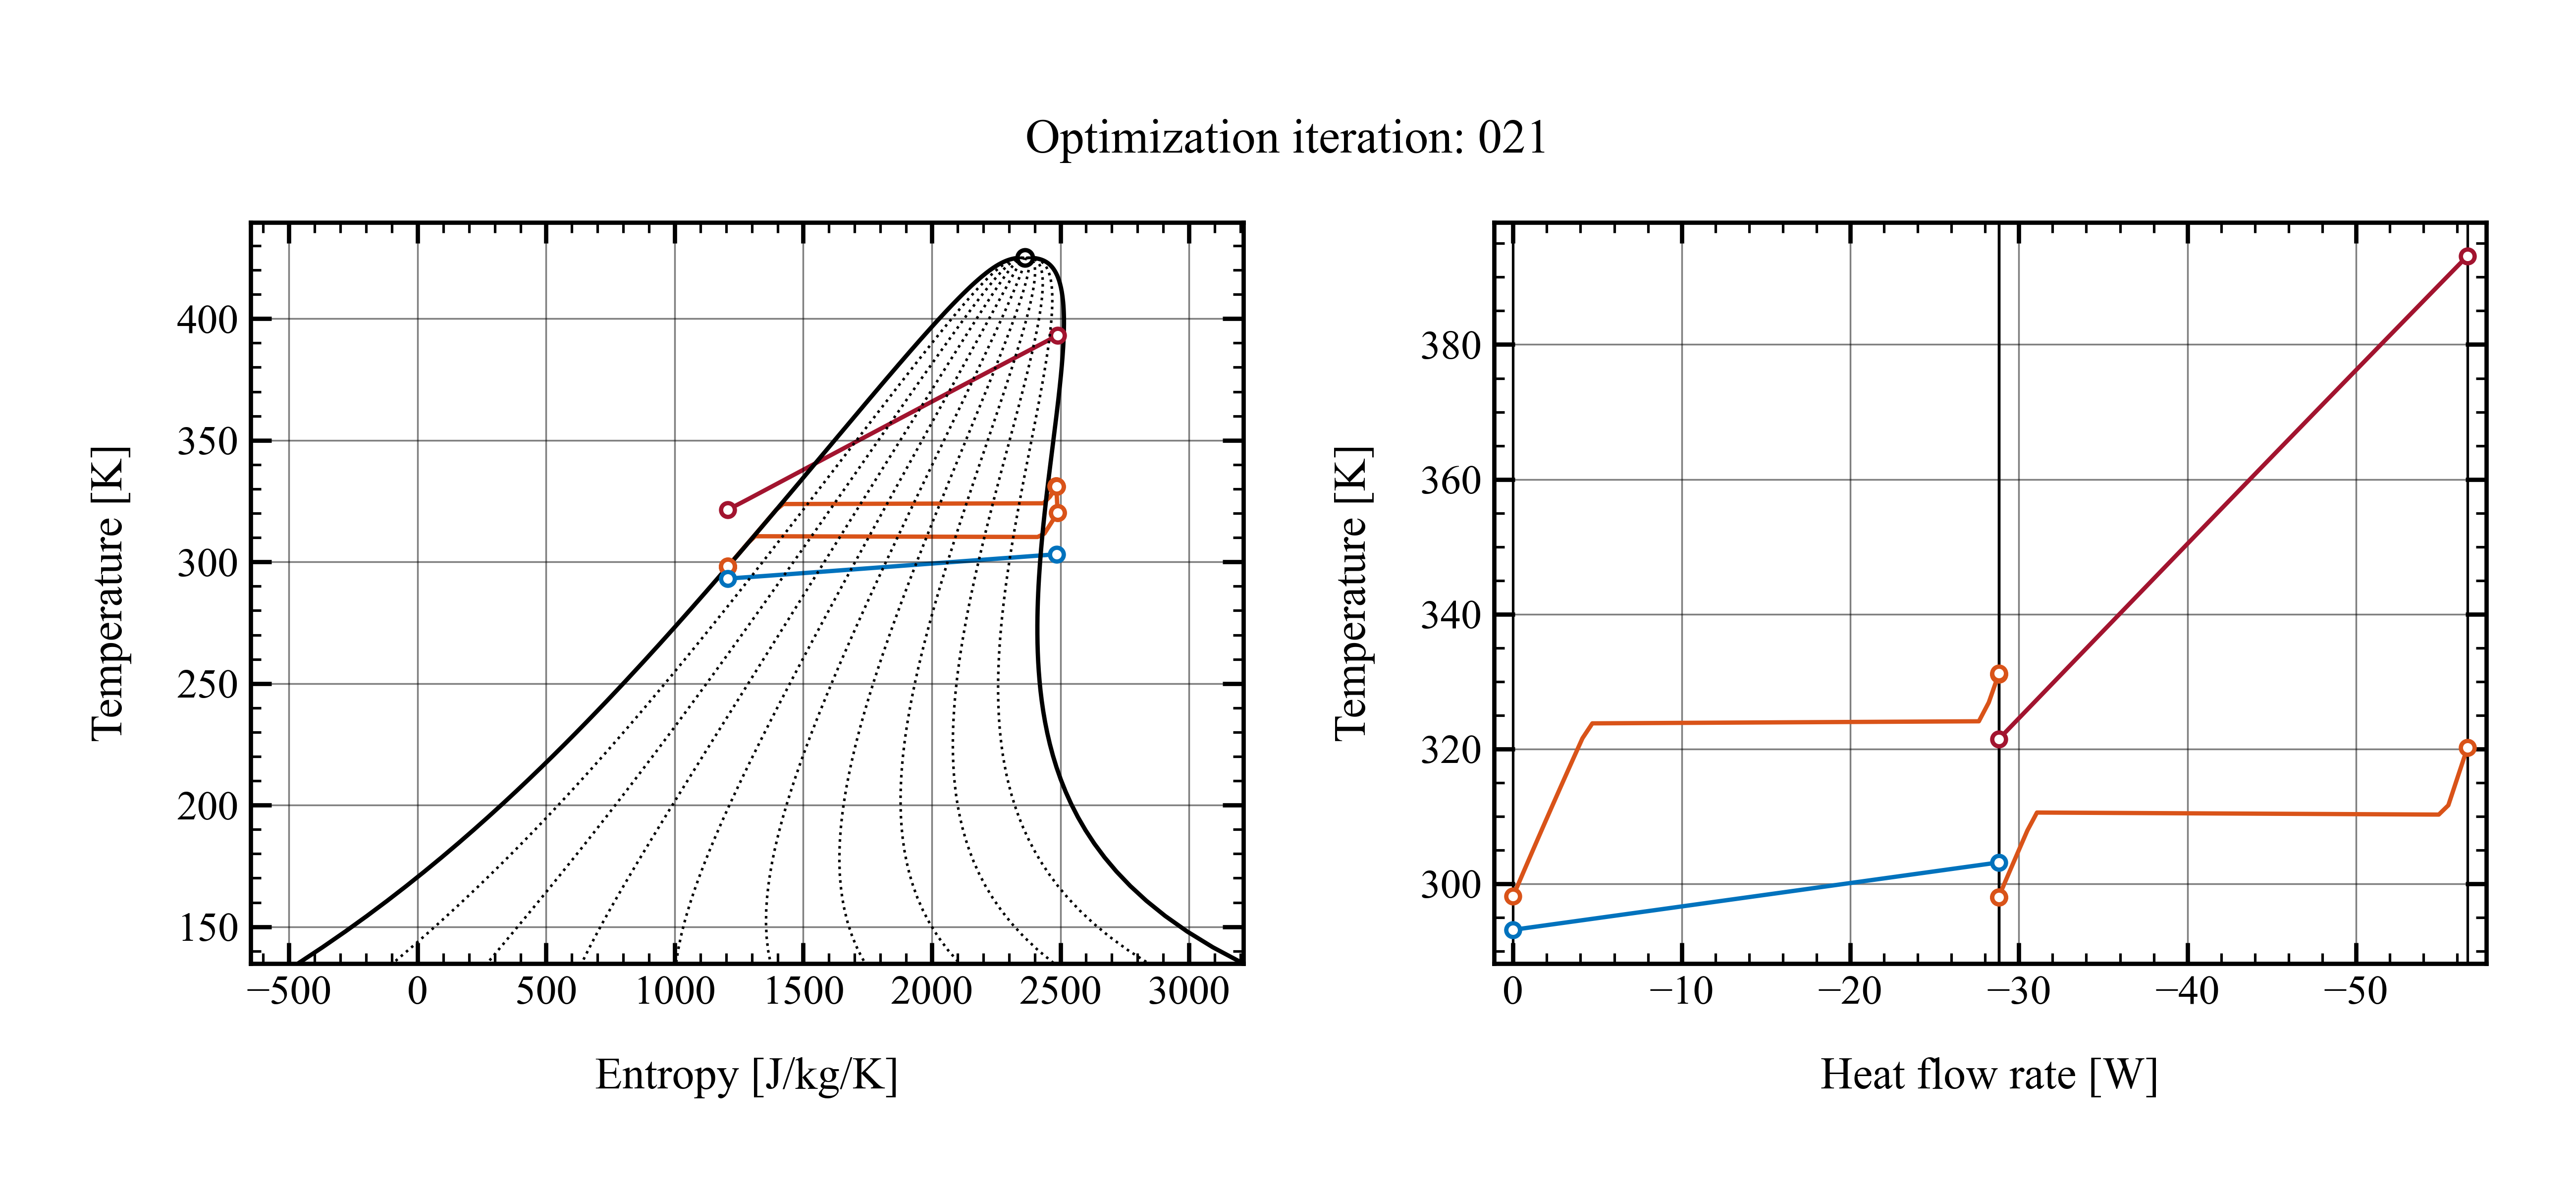 Optimization iteration: 021
Temperature [K]
400
350
300
250
200
150
−500 0 500 1000 1500 2000 2500 3000
Entropy [J/kg/K]
Temperature [K]
380
360
340
320
300
0 −10 −20 −30 −40 −50
Heat flow rate [W]